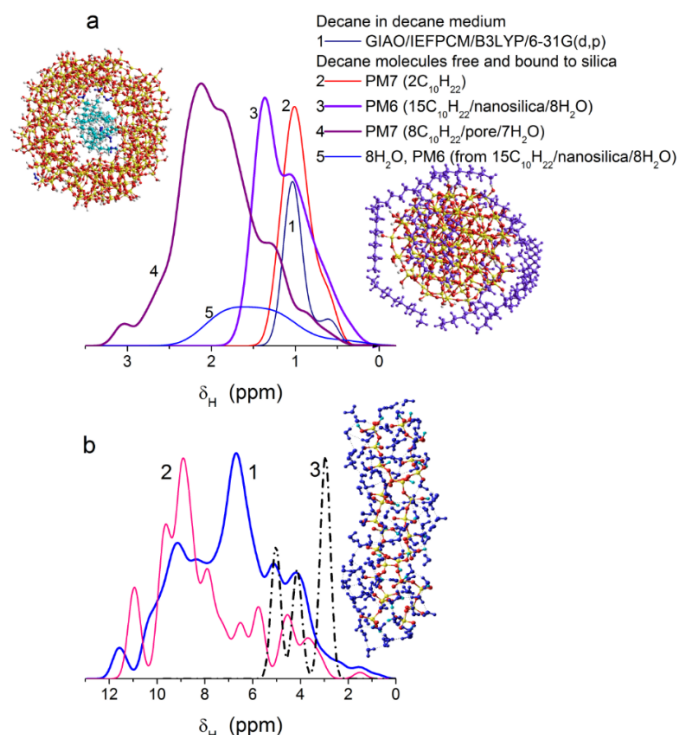 a
Decane in decane medium
1 GIAO/IEFPCM/B3LYP/6-31G(d,p)
Decane molecules free and bound to silica
2 PM7 (2C₁₀H₂₂)
3 PM6 (15C₁₀H₂₂/nanosilica/8H₂O)
4 PM7 (8C₁₀H₂₂/pore/7H₂O)
5 8H₂O, PM6 (from 15C₁₀H₂₂/nanosilica/8H₂O)
3 2
1
4
5
3 2 1 0
δH (ppm)
b
2 1 3
12 10 8 6 4 2 0
δH (ppm)